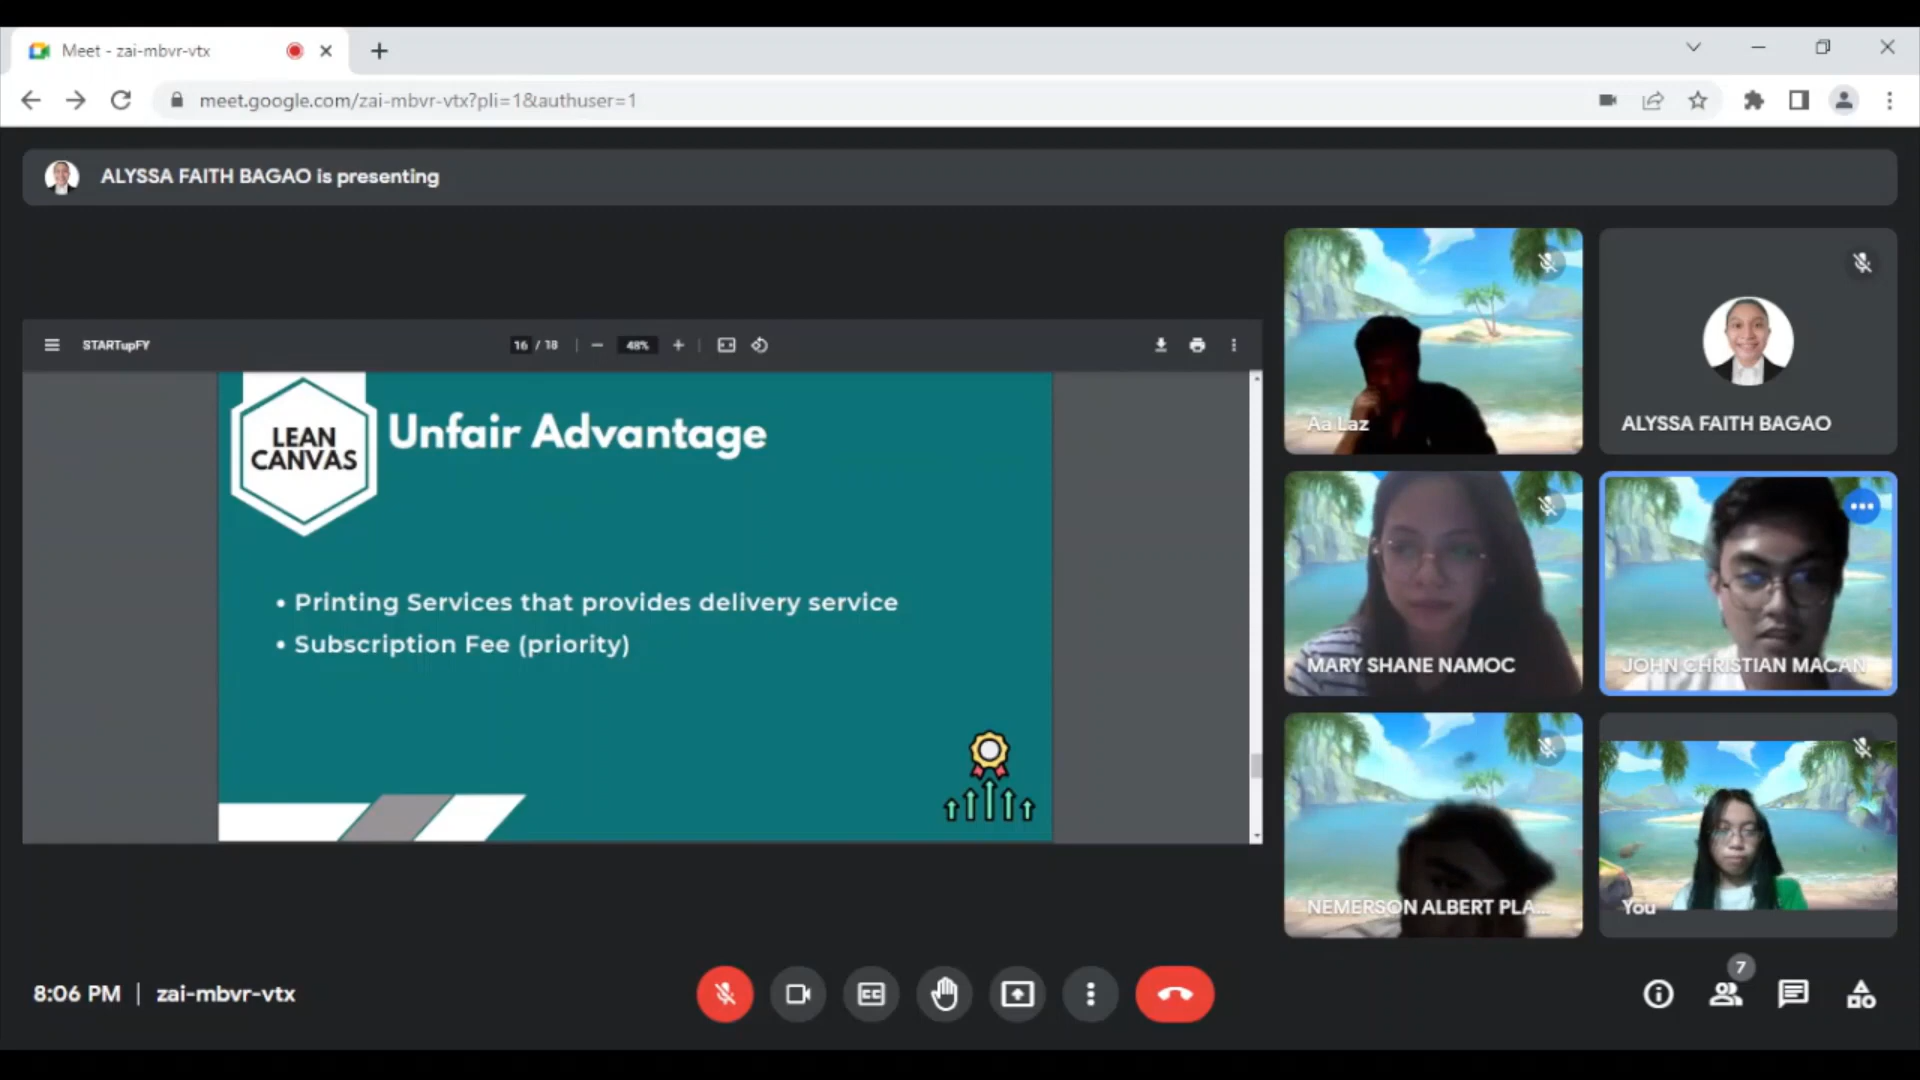 Meet - zai-mbvr-vtx
meet.google.com/zai-mbvr-vtx?pli=1&authuser=1
ALYSSA FAITH BAGAO is presenting
STARTupFY
16 / 18
48%
LEAN
CANVAS
Unfair Advantage
• Printing Services that provides delivery service
• Subscription Fee (priority)
Aa Laz
ALYSSA FAITH BAGAO
MARY SHANE NAMOC
JOHN CHRISTIAN MACAN
NEMERSON ALBERT PLA...
You
8:06 PM | zai-mbvr-vtx
CC
7